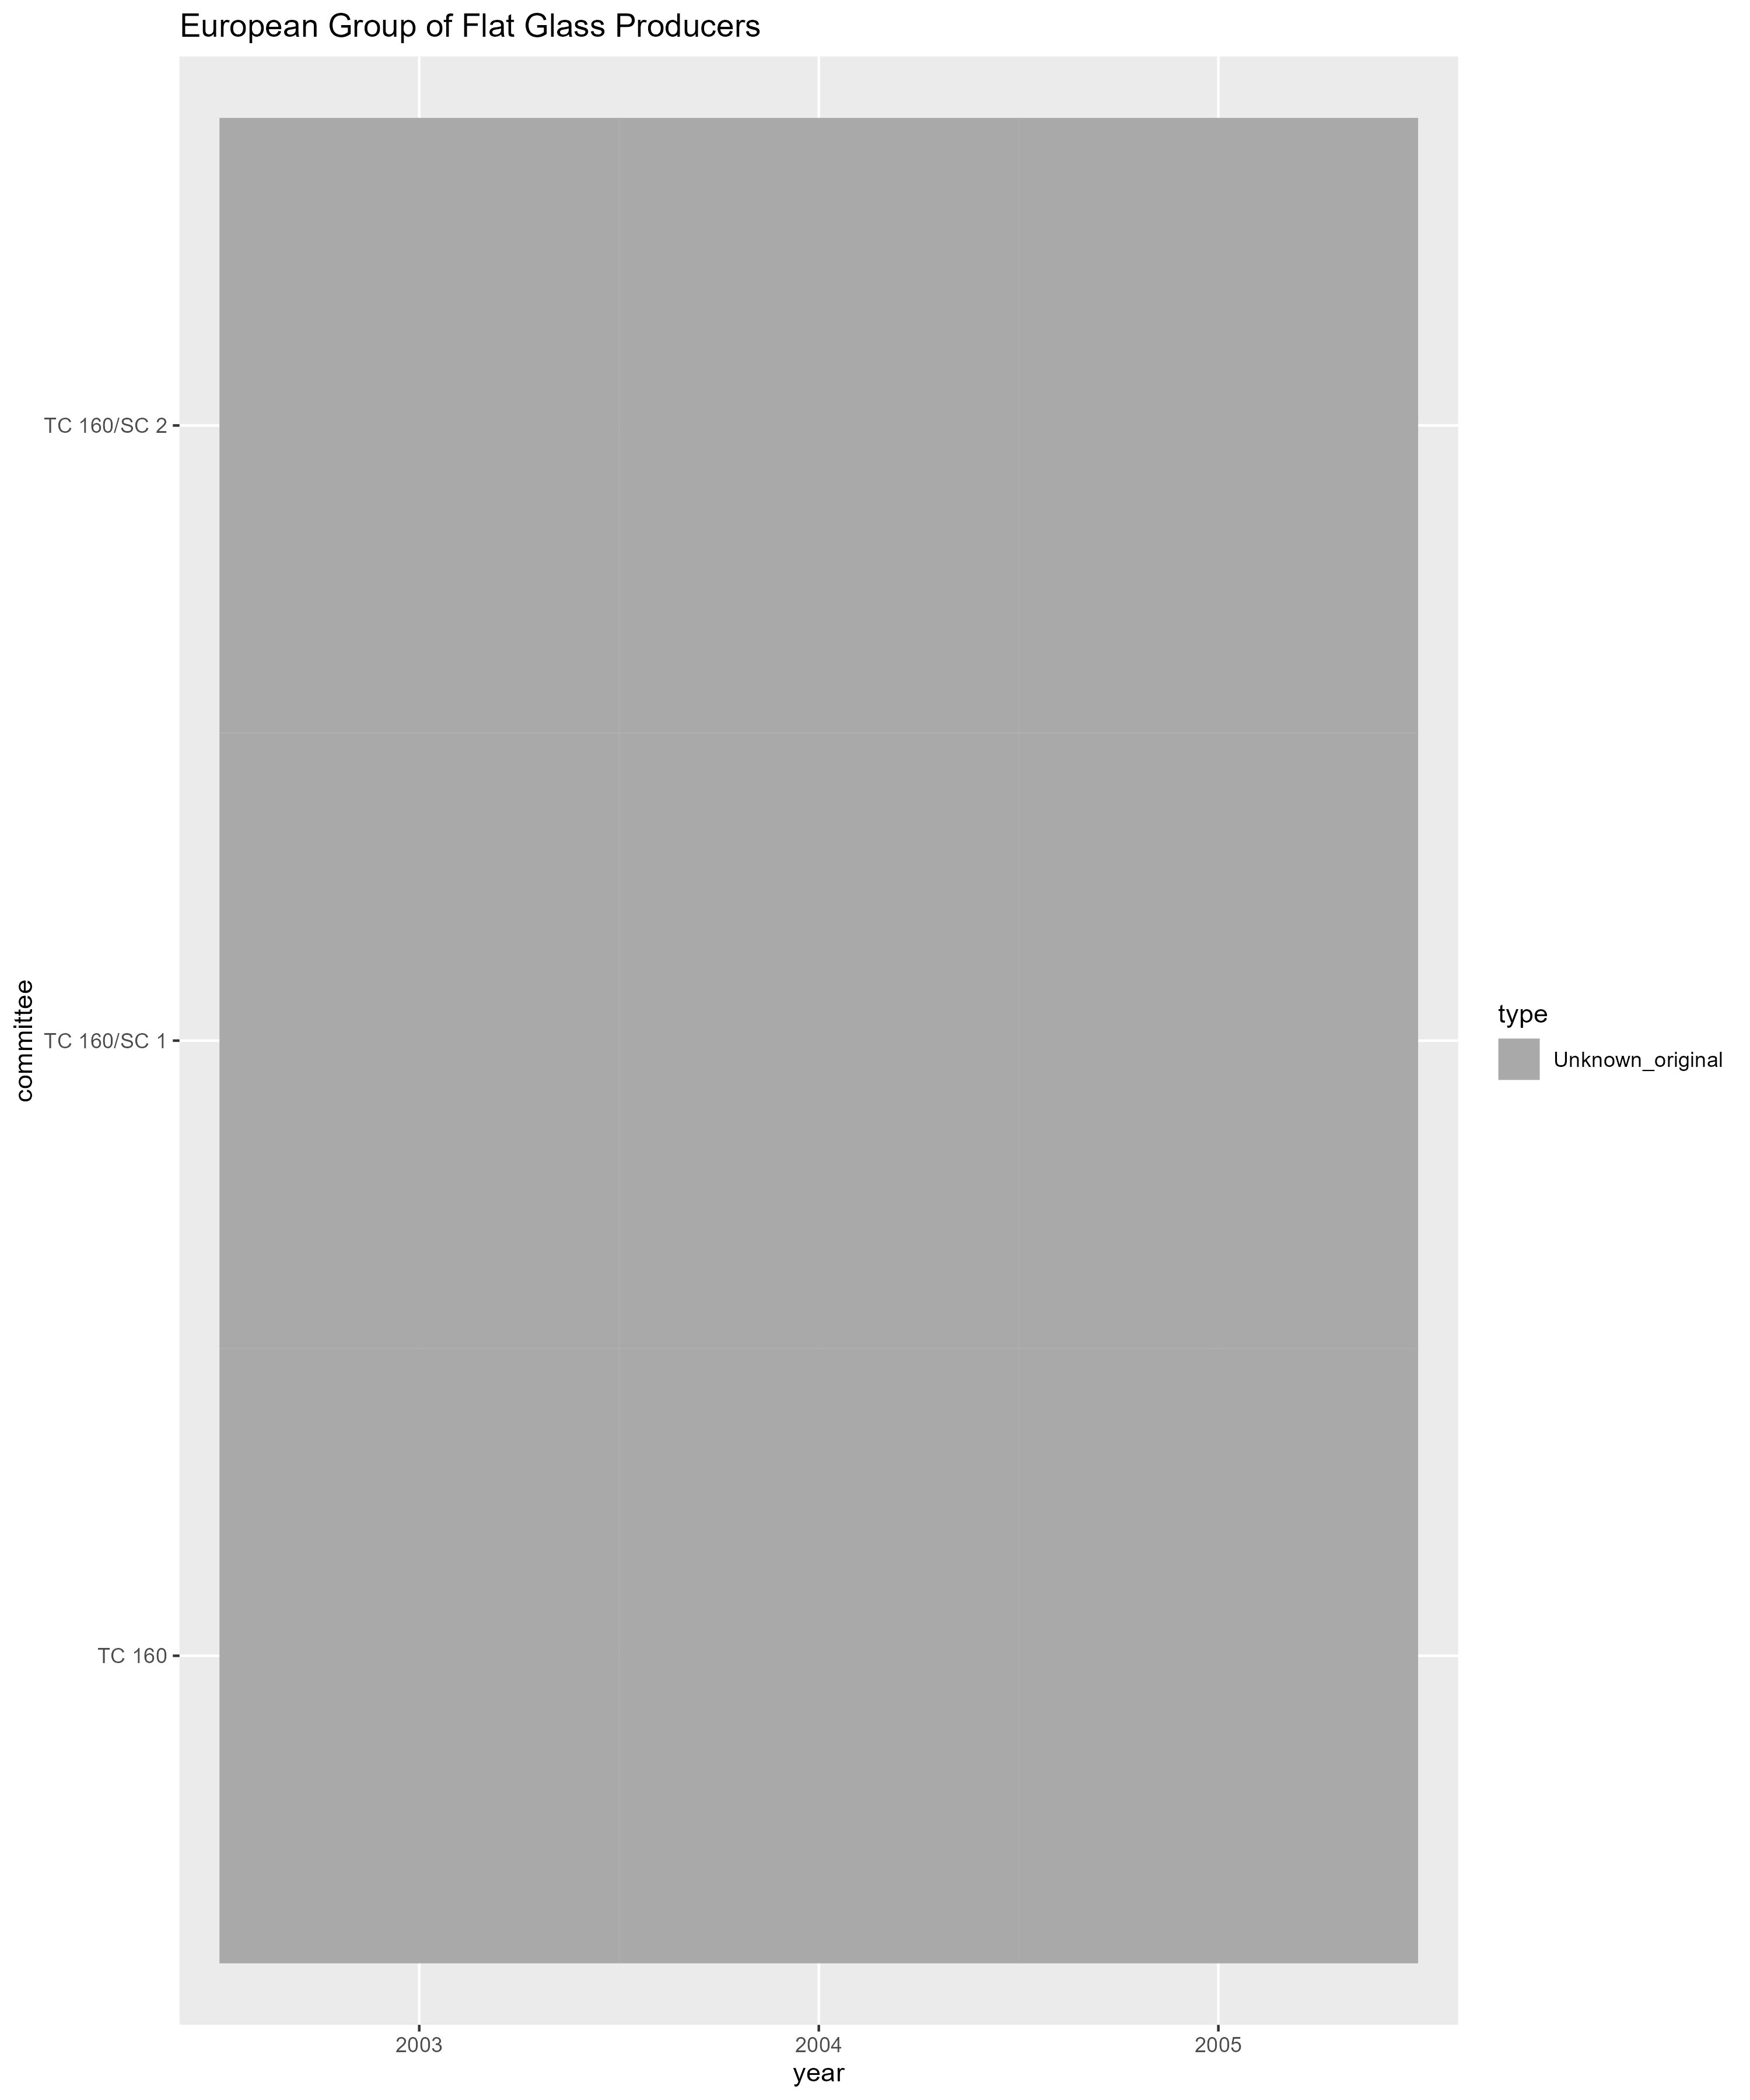 European Group of Flat Glass Producers
TC 160/SC 2
TC 160/SC 1
TC 160
committee
2003
2004
2005
year
type
Unknown_original